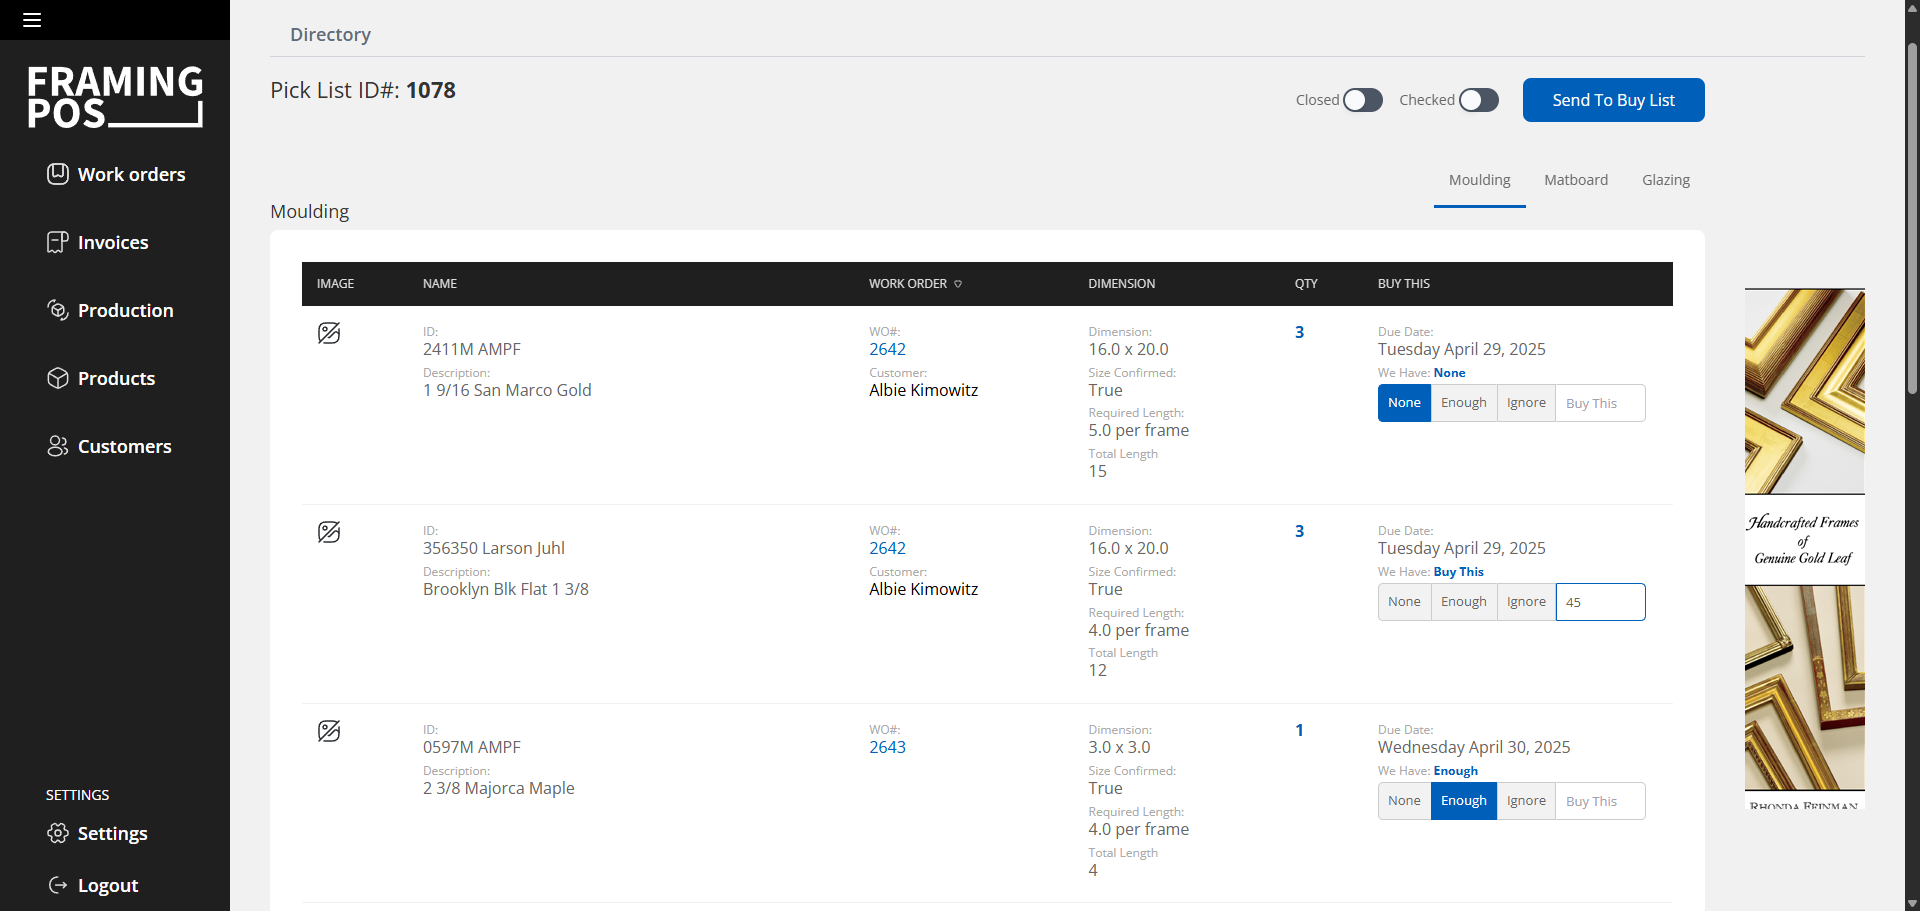 FRAMING
POS
Work orders
Invoices
Production
Products
Customers
SETTINGS
Settings
Logout
Directory
Pick List ID#: 1078
Closed
Checked
Send To Buy List
Moulding
Matboard
Glazing
Moulding
IMAGE
NAME
WORK ORDER
DIMENSION
QTY
BUY THIS
ID:
2411M AMPF
Description:
1 9/16 San Marco Gold
WO#:
2642
Customer:
Albie Kimowitz
Dimension:
16.0 x 20.0
Size Confirmed:
True
Required Length:
5.0 per frame
Total Length
15
3
Due Date:
Tuesday April 29, 2025
We Have: None
None
Enough
Ignore
Buy This
ID:
356350 Larson Juhl
Description:
Brooklyn Blk Flat 1 3/8
WO#:
2642
Customer:
Albie Kimowitz
Dimension:
16.0 x 20.0
Size Confirmed:
True
Required Length:
4.0 per frame
Total Length
12
3
Due Date:
Tuesday April 29, 2025
We Have: Buy This
None
Enough
Ignore
45
ID:
0597M AMPF
Description:
2 3/8 Majorca Maple
WO#:
2643
Dimension:
3.0 x 3.0
Size Confirmed:
True
Required Length:
4.0 per frame
Total Length
4
1
Due Date:
Wednesday April 30, 2025
We Have: Enough
None
Enough
Ignore
Buy This
Handcrafted Frames
of
Genuine Gold Leaf
RHONDA FEINMAN